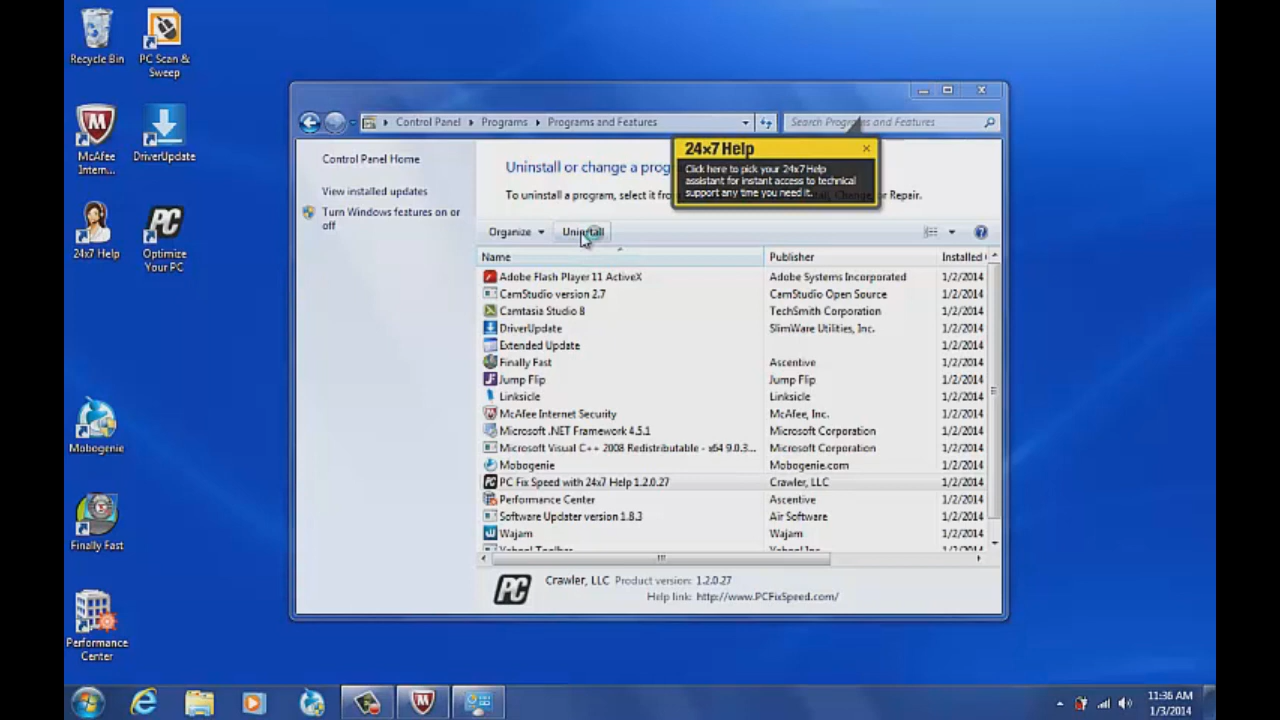 Recycle Bin
PC Scan &
Sweep
McAfee
Intern...
DriverUpdate
24x7 Help
Optimize
Your PC
Mobogenie
Finally Fast
Performance
Center
Control Panel
Programs
Programs and Features
Search Programs and Features
Control Panel Home
View installed updates
Turn Windows features on or
off
Uninstall or change a prog
To uninstall a program, select it from
or Repair.
24×7 Help
Click here to pick your 24x7 Help
assistant for instant access to technical
support any time you need it.
Organize
Uninstall
Name Publisher Installed
Adobe Flash Player 11 ActiveX Adobe Systems Incorporated 1/2/2014
CamStudio version 2.7 CamStudio Open Source 1/2/2014
Camtasia Studio 8 TechSmith Corporation 1/2/2014
DriverUpdate SlimWare Utilities, Inc. 1/2/2014
Extended Update 1/2/2014
Finally Fast Ascentive 1/2/2014
Jump Flip Jump Flip 1/2/2014
Linksicle Linksicle 1/2/2014
McAfee Internet Security McAfee, Inc. 1/2/2014
Microsoft .NET Framework 4.5.1 Microsoft Corporation 1/2/2014
Microsoft Visual C++ 2008 Redistributable - x64 9.0.3... Microsoft Corporation 1/2/2014
Mobogenie Mobogenie.com 1/2/2014
PC Fix Speed with 24x7 Help 1.2.0.27 Crawler, LLC 1/2/2014
Performance Center Ascentive 1/2/2014
Software Updater version 1.8.3 Air Software 1/2/2014
Wajam Wajam 1/2/2014
Yahoo! Toolbar Yahoo! Inc. 1/2/2014
PC
Crawler, LLC Product version: 1.2.0.27
Help link: http://www.PCFixSpeed.com/
11:36 AM
1/3/2014